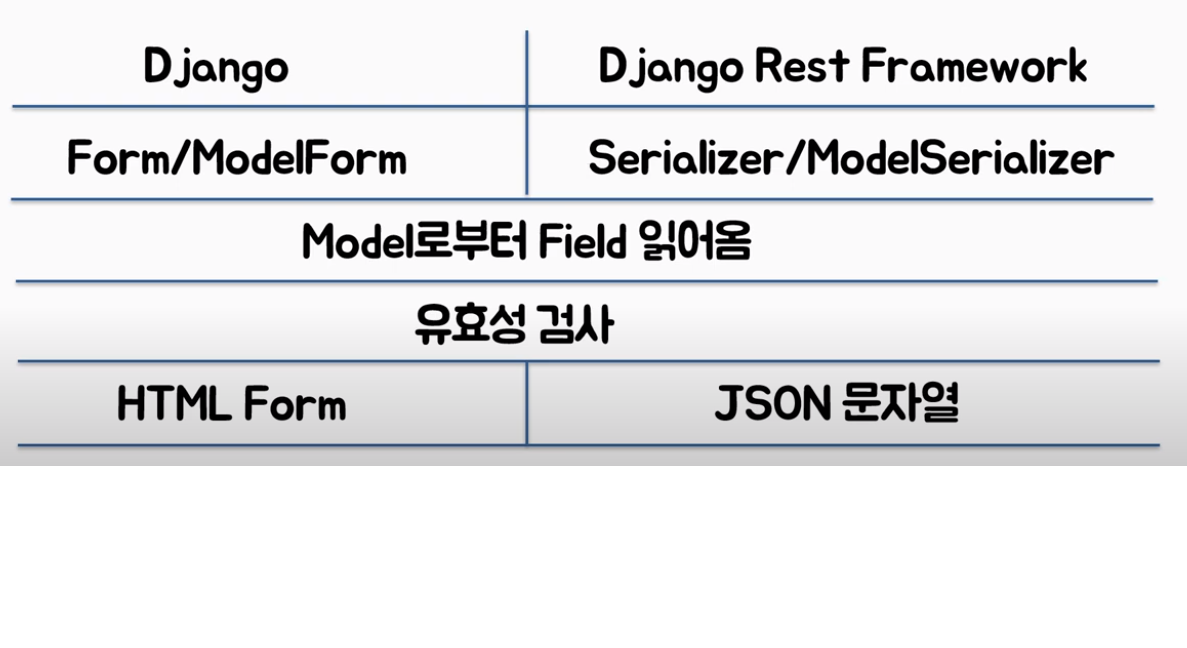 Django
Django Rest Framework
Form/ModelForm
Serializer/ModelSerializer
Model로부터 Field 읽어옴
유효성 검사
HTML Form
JSON 문자열